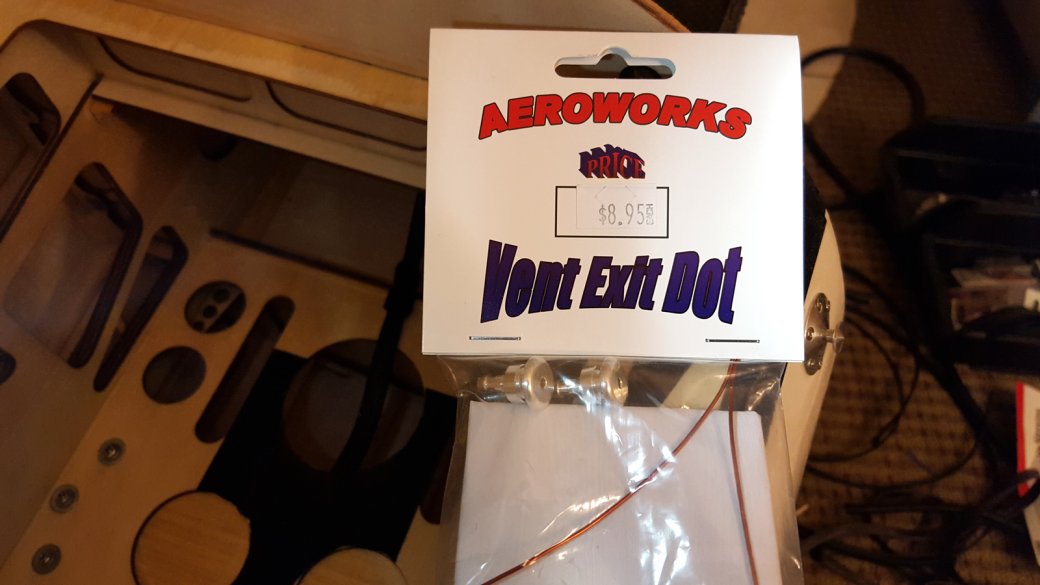 AEROWORKS
PRICE
$8.95
Vent Exit Dot